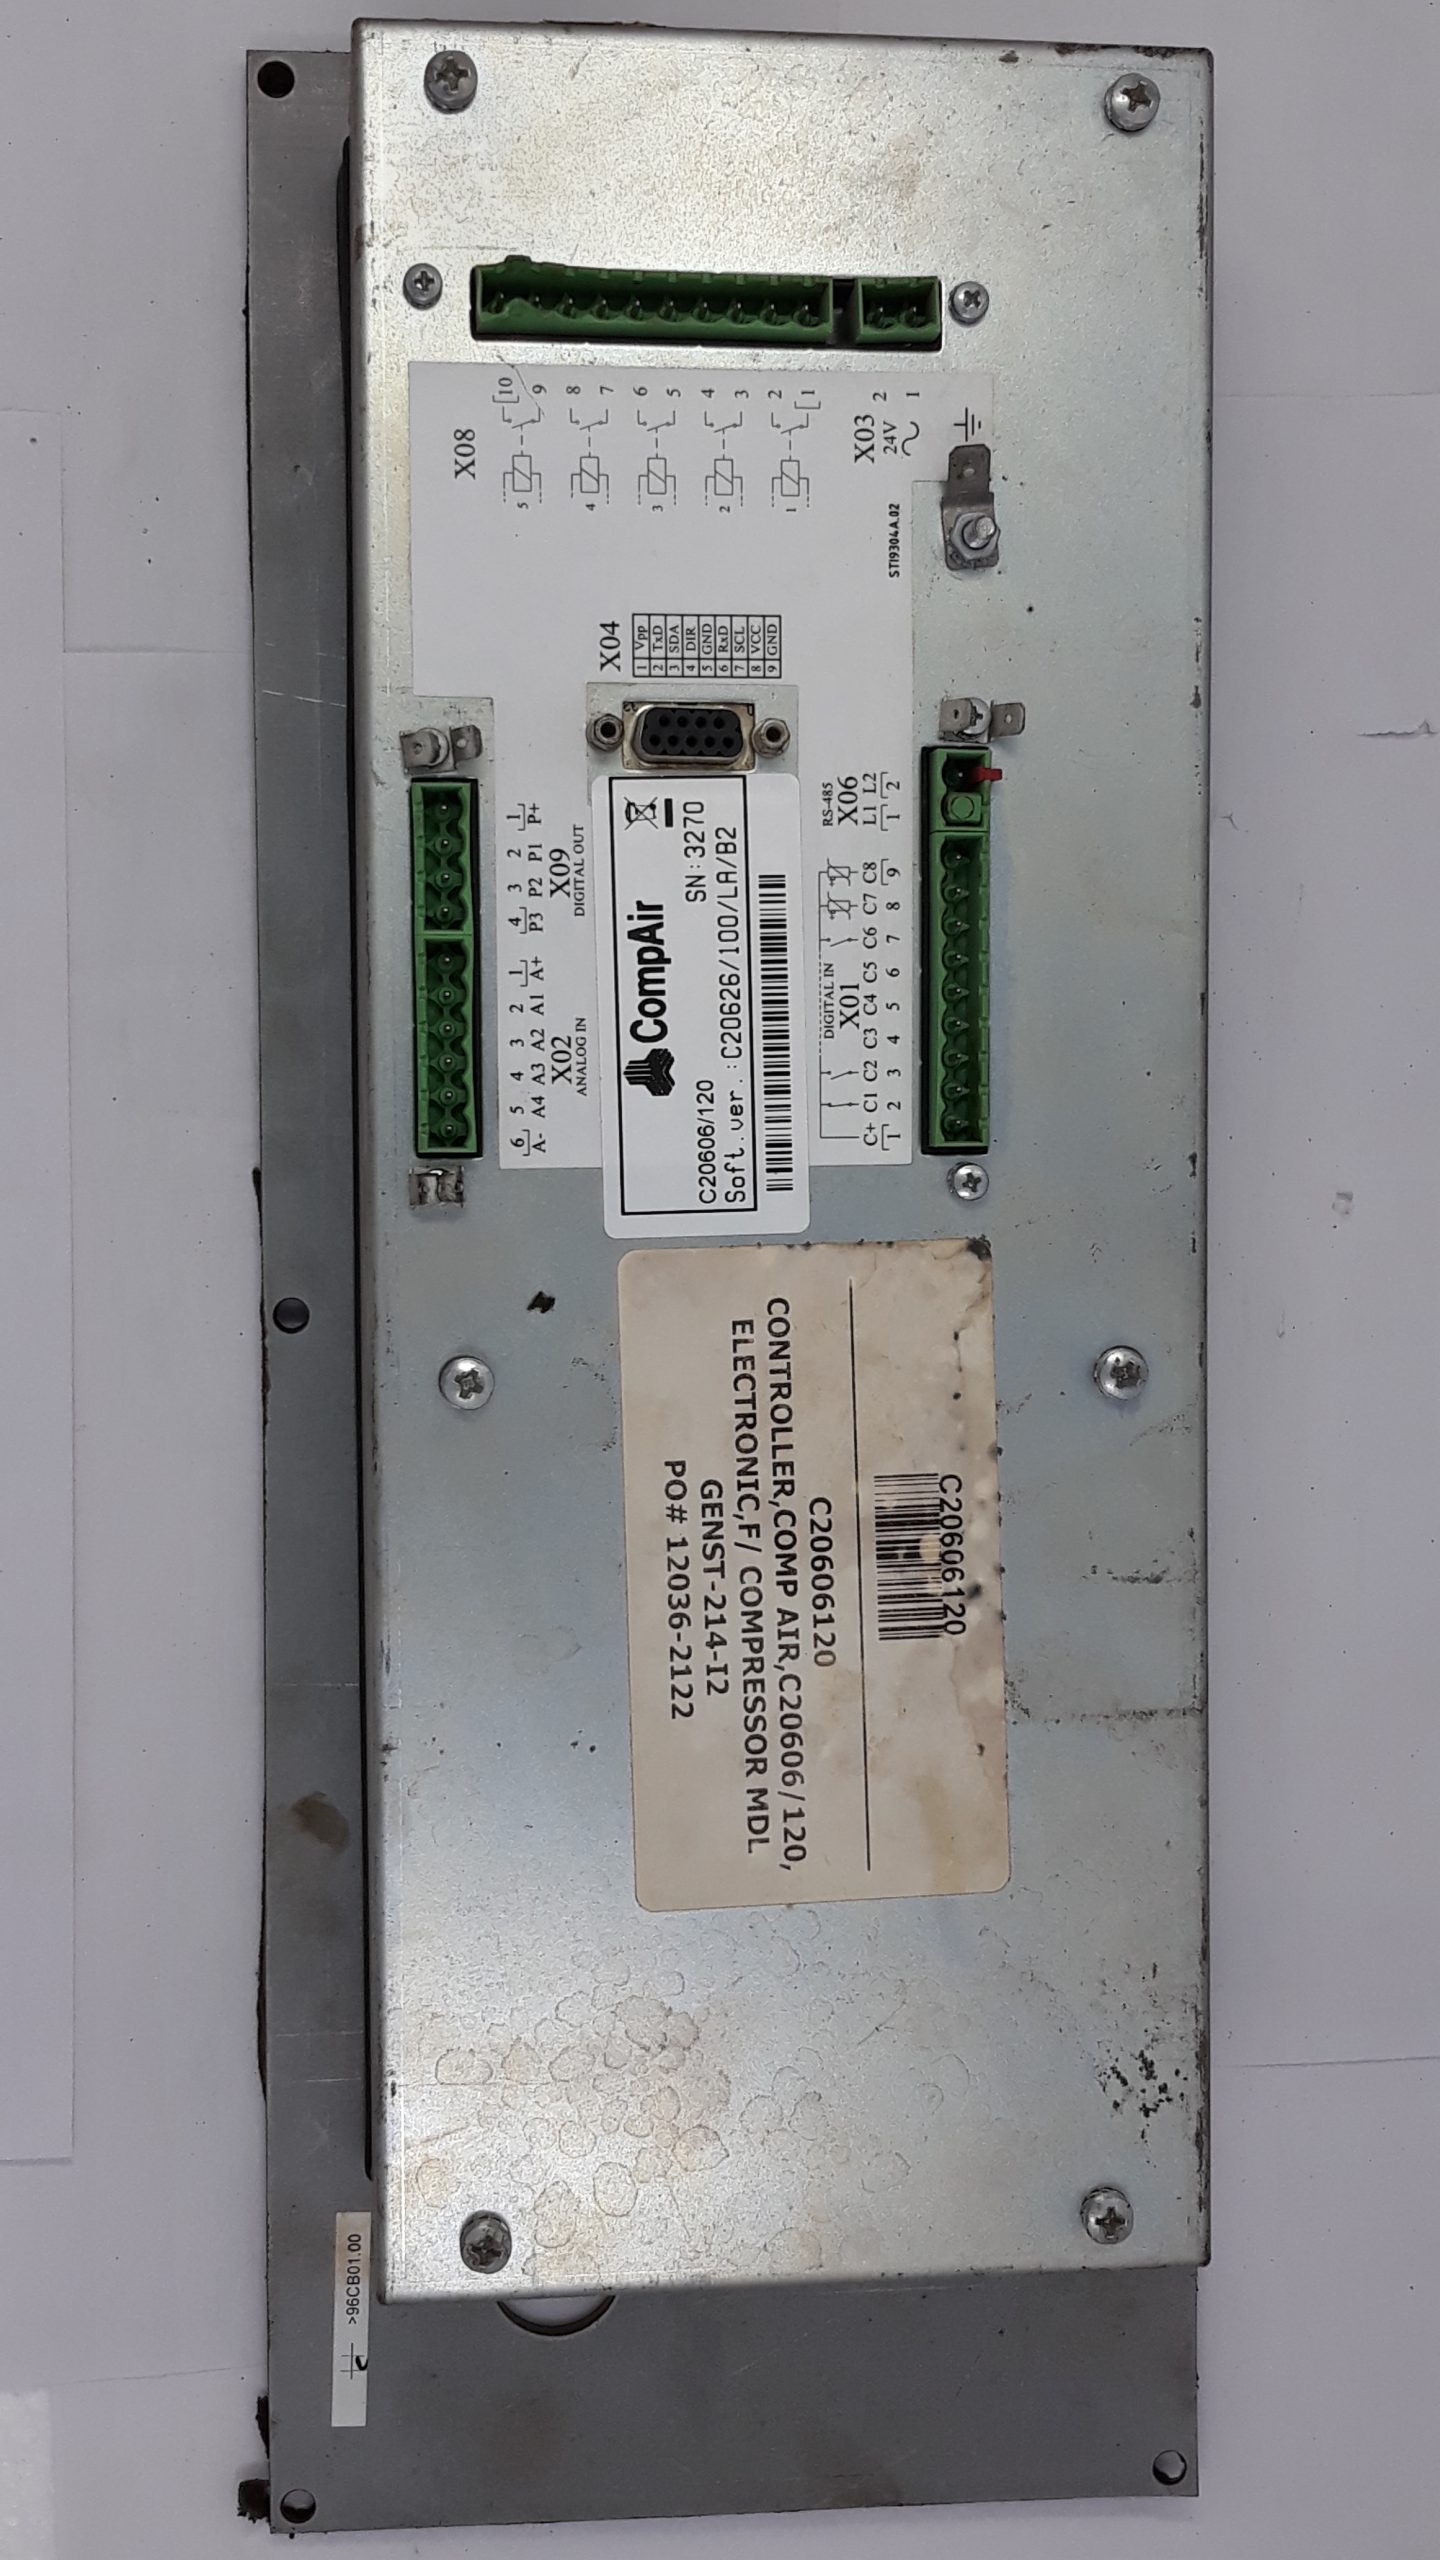 X08
10
9
8
7
6
5
4
3
2
1
5
4
3
2
1
X03
24V
2
1
STI9304A.02
X04
1 Vpp
2 TxD
3 SDA
4 DIR
5 GND
6 RxD
7 SCL
8 VCC
9 GND
6 5 4 3 2 1
A- A4 A3 A2 A1 A+
X02
ANALOG IN
4 3 2 1
P3 P2 P1 P+
X09
DIGITAL OUT
CompAir
C20606/120
SN:3270
Soft.ver.:C20626/100/LA/B2
DIGITAL IN
X01
C+ C1 C2 C3 C4 C5 C6 C7 C8
1 2 3 4 5 6 7 8 9
RS-485
X06
L1 L2
1 2
C20606120
C20606120
CONTROLLER,COMP AIR,C20606/120,
ELECTRONIC,F/ COMPRESSOR MDL
GENST-214-I2
PO# 12036-2122
>96CB01.00